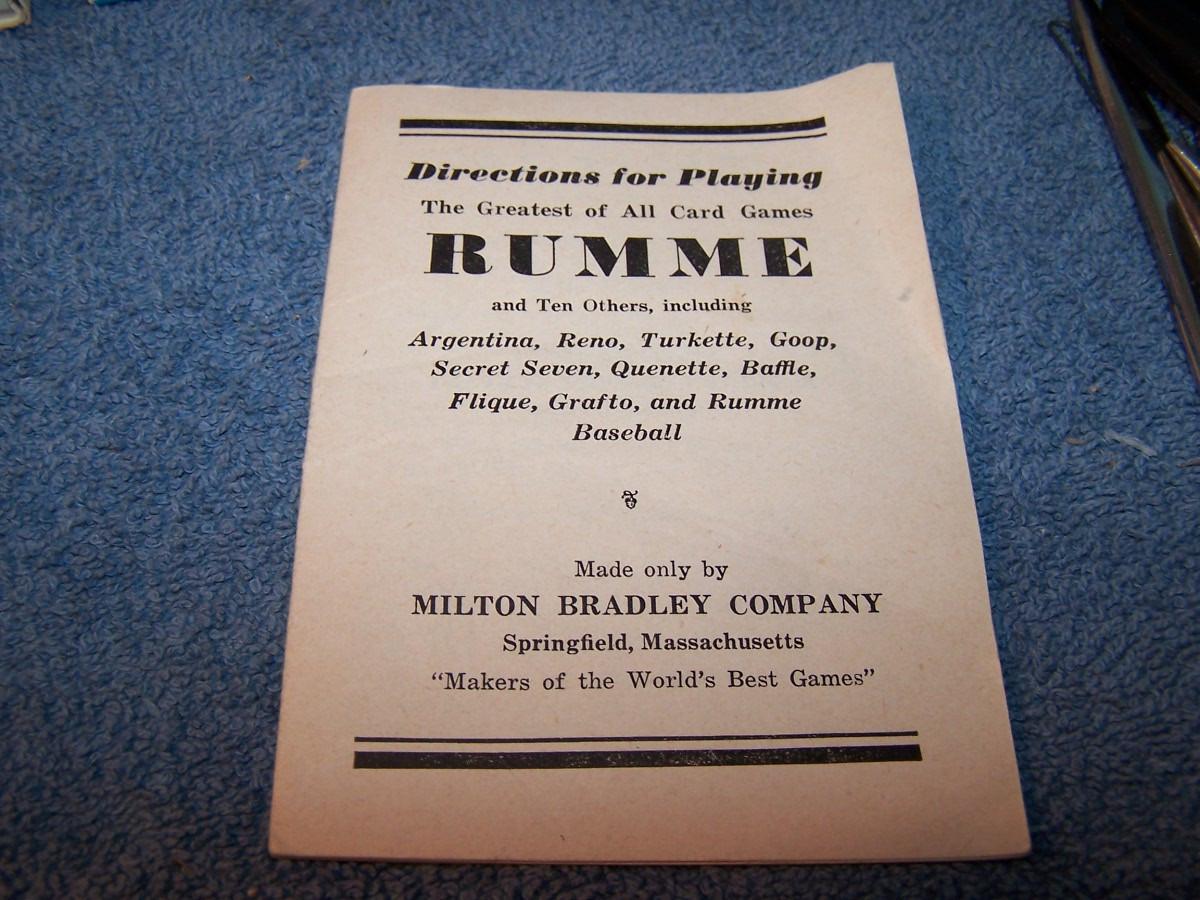 Directions for Playing
The Greatest of All Card Games
RUMME
and Ten Others, including
Argentina, Reno, Turkette, Goop,
Secret Seven, Quenette, Baffle,
Flique, Grafto, and Rumme
Baseball
Made only by
MILTON BRADLEY COMPANY
Springfield, Massachusetts
“Makers of the World’s Best Games”